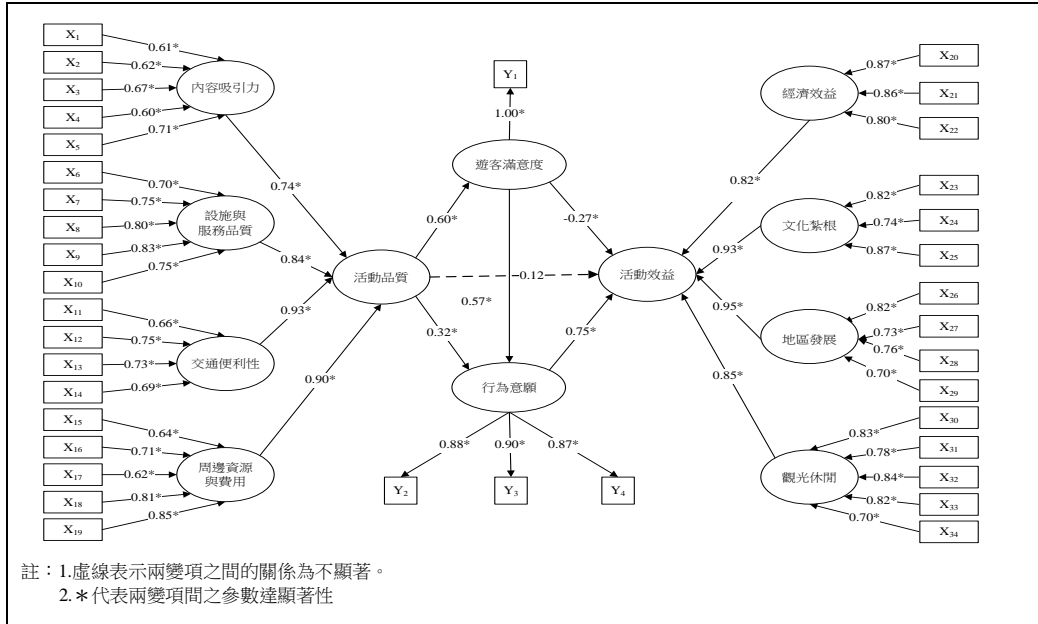 X₁
0.61*
X₂
0.62*
X₃
0.67*
X₄
0.60*
X₅
0.71*
內容吸引力
X₆
0.70*
X₇
0.75*
X₈
0.80*
X₉
0.83*
X₁₀
0.75*
設施與
服務品質
X₁₁
0.66*
X₁₂
0.75*
X₁₃
0.73*
X₁₄
0.69*
交通便利性
X₁₅
0.64*
X₁₆
0.71*
X₁₇
0.62*
X₁₈
0.81*
X₁₉
0.85*
周邊資源
與費用
0.74*
0.84*
0.93*
0.90*
活動品質
Y₁
1.00*
遊客滿意度
0.60*
-0.27*
0.12
0.57*
0.32*
0.75*
行為意願
0.88*
0.90*
0.87*
Y₂
Y₃
Y₄
活動效益
0.82*
0.93*
0.95*
0.85*
經濟效益
0.87*
X₂₀
0.86*
X₂₁
0.80*
X₂₂
文化紮根
0.82*
X₂₃
0.74*
X₂₄
0.87*
X₂₅
地區發展
0.82*
X₂₆
0.73*
X₂₇
0.76*
X₂₈
0.70*
X₂₉
觀光休閒
0.83*
X₃₀
0.78*
X₃₁
0.84*
X₃₂
0.82*
X₃₃
0.70*
X₃₄
註：1.虛線表示兩變項之間的關係為不顯著。
2.＊代表兩變項間之參數達顯著性